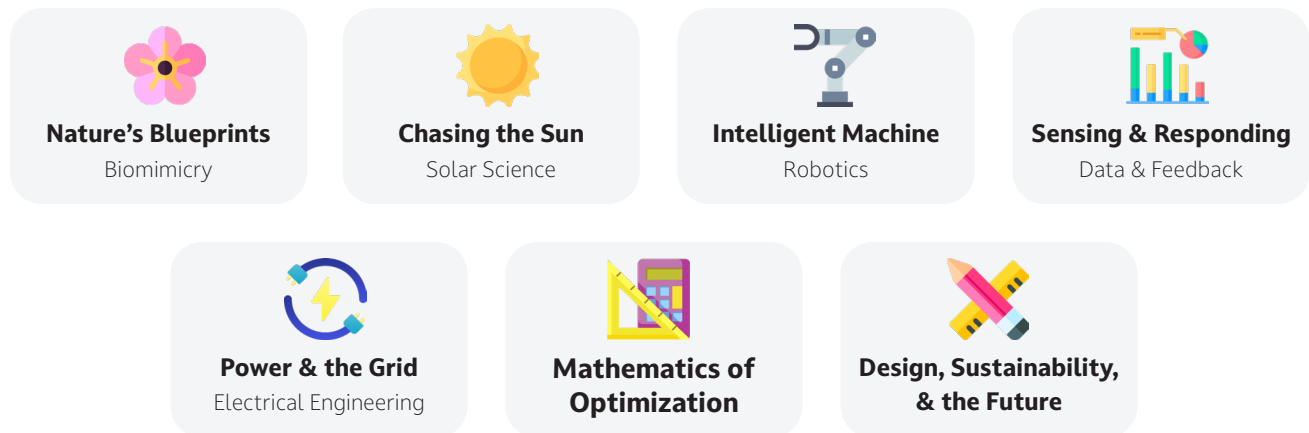 Nature’s Blueprints
Biomimicry
Chasing the Sun
Solar Science
Intelligent Machine
Robotics
Sensing & Responding
Data & Feedback
Power & the Grid
Electrical Engineering
Mathematics of
Optimization
Design, Sustainability,
& the Future